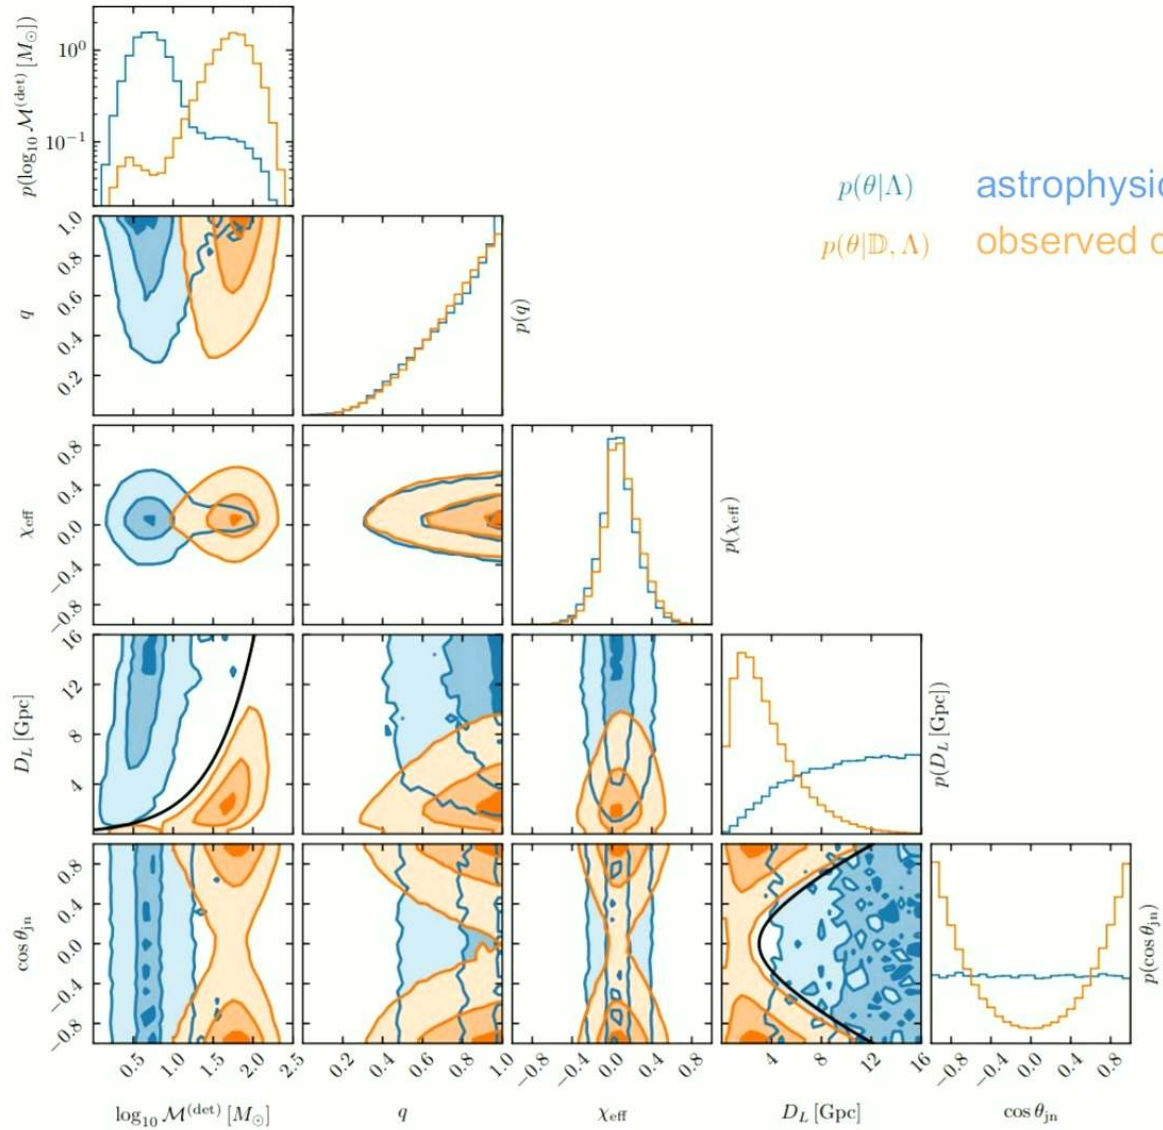 p(log₁₀ ℳ^(det) [M_⊙])
10⁰
10⁻¹
p(θ|Λ) astrophysic
p(θ|𝔻, Λ) observed
q
1.0
0.8
0.6
0.4
0.2
p(q)
χ_eff
0.8
0.4
0.0
−0.4
−0.8
p(χ_eff)
D_L [Gpc]
16
12
8
4
p(D_L [Gpc])
cos θ_jn
0.8
0.4
0.0
−0.4
−0.8
p(cos θ_jn)
0.5 1.0 1.5 2.0 2.5 0.2 0.4 0.6 0.8 1.0 −0.8 −0.4 0.0 0.4 0.8 4 8 12 16 −0.8 −0.4 0.0 0.4 0.8
log₁₀ ℳ^(det) [M_⊙] q χ_eff D_L [Gpc] cos θ_jn